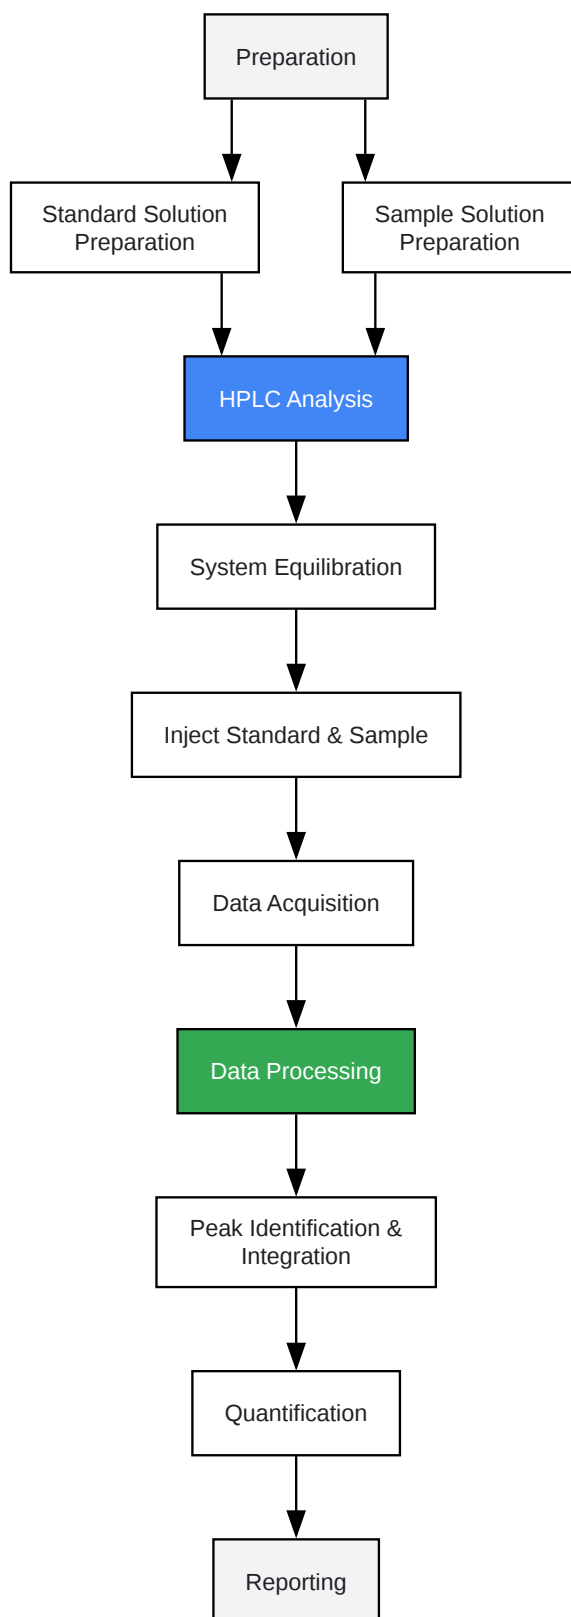 Preparation
Standard Solution
Preparation
Sample Solution
Preparation
HPLC Analysis
System Equilibration
Inject Standard & Sample
Data Acquisition
Data Processing
Peak Identification &
Integration
Quantification
Reporting